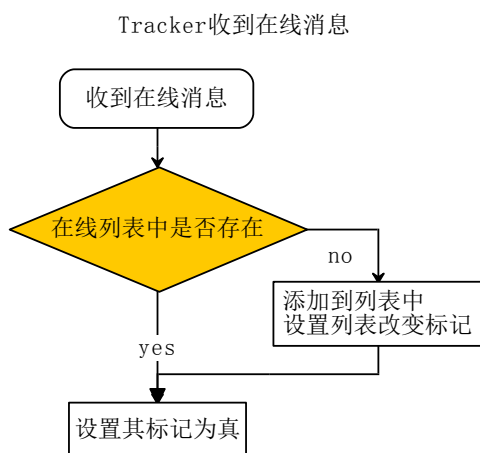 Tracker收到在线消息
收到在线消息
在线列表中是否存在
no
添加到列表中
设置列表改变标记
yes
设置其标记为真